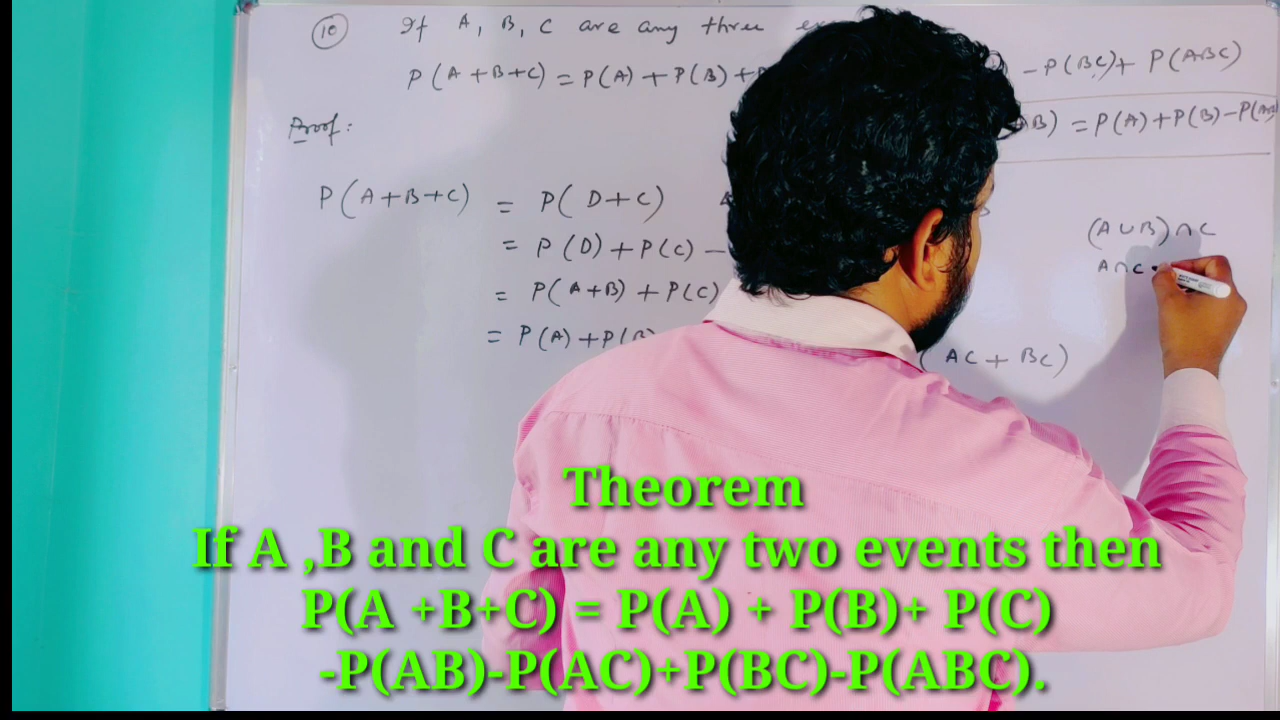 10 If A, B, C are any three
P(A+B+C) = P(A) + P(B) + - P(BC) + P(ABC)
B) = P(A) + P(B) - P(AB)
Proof:
P(A+B+C) = P(D+C)
(A∪B)∩C
= P(D) + P(C) -
A∩C
= P(A+B) + P(C)
= P(A) + P(B) (AC + BC)
Theorem
If A ,B and C are any two events then
P(A +B+C) = P(A) + P(B)+ P(C)
-P(AB)-P(AC)+P(BC)-P(ABC).